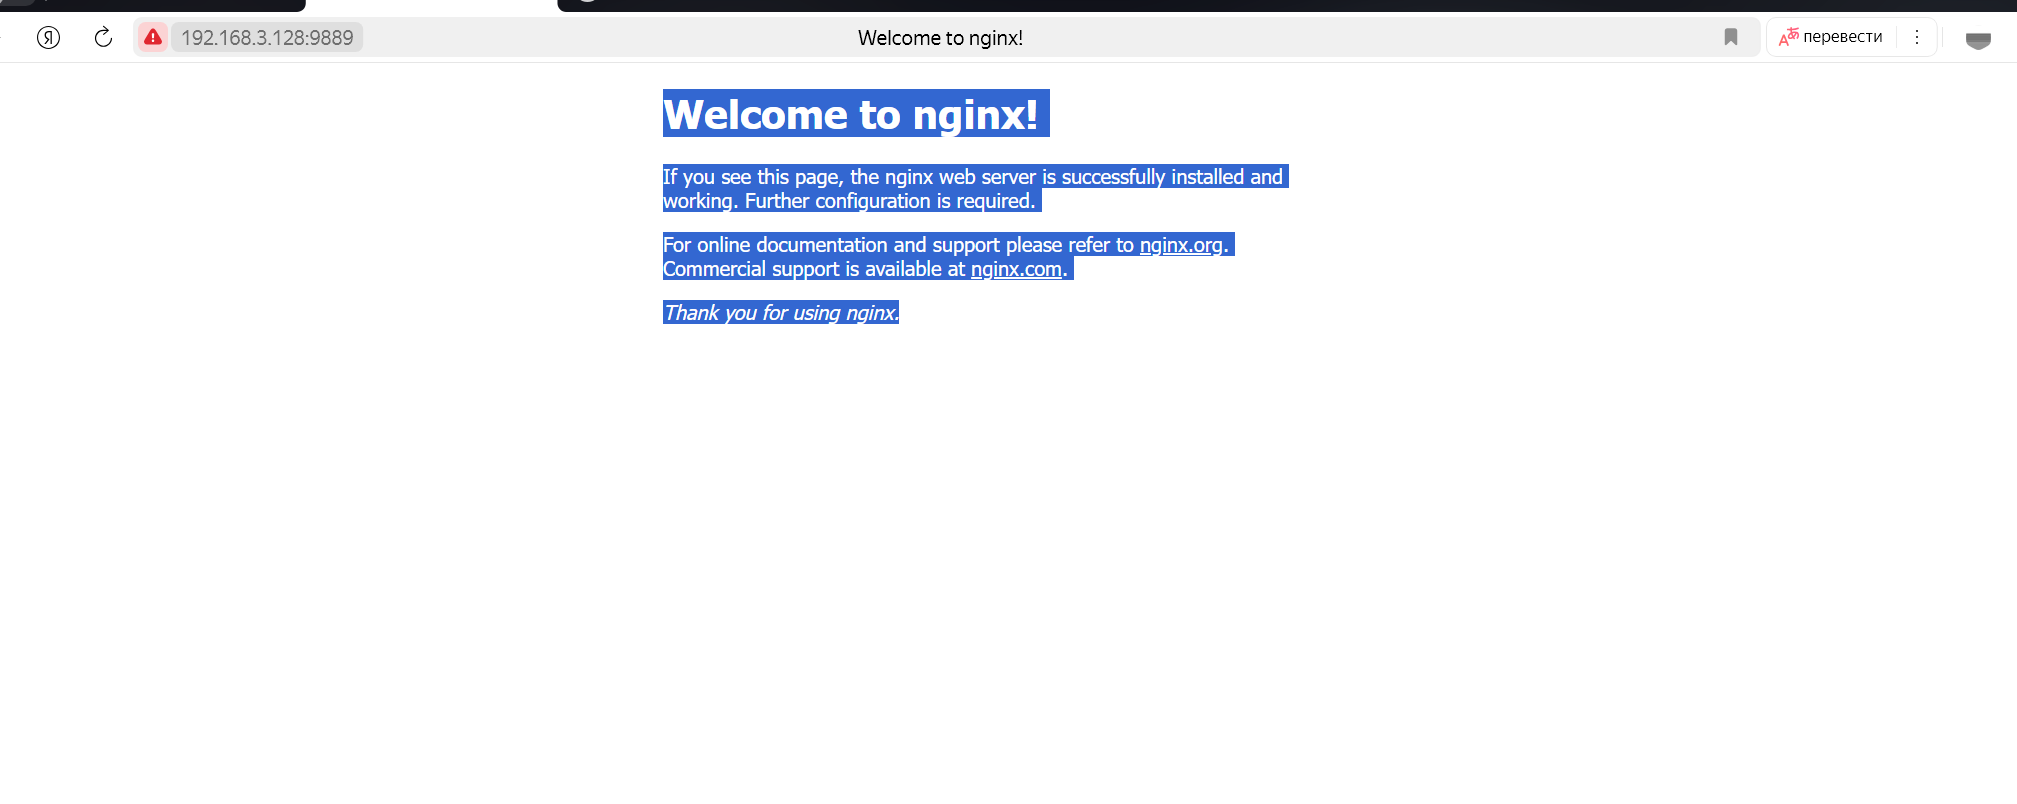 Я
192.168.3.128:9889
Welcome to nginx!
перевести
Welcome to nginx!
If you see this page, the nginx web server is successfully installed and
working. Further configuration is required.
For online documentation and support please refer to nginx.org.
Commercial support is available at nginx.com.
Thank you for using nginx.